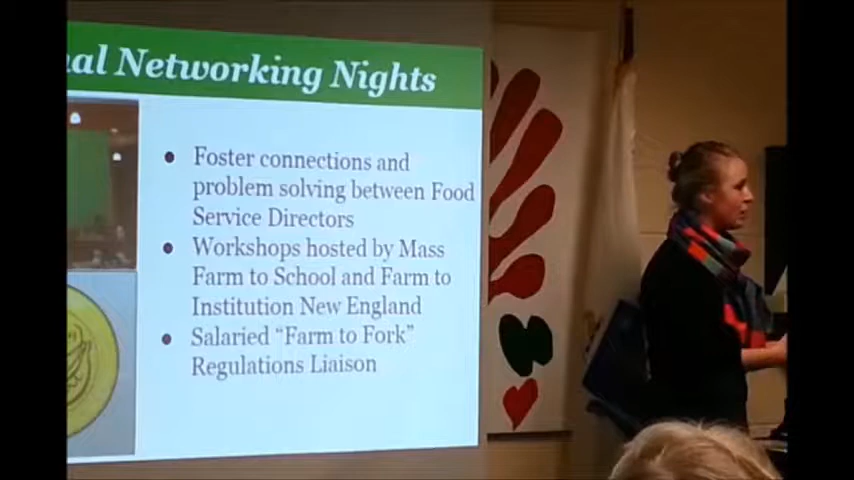 Networking Nights
Foster connections and
problem solving between Food
Service Directors
Workshops hosted by Mass
Farm to School and Farm to
Institution New England
Salaried “Farm to Fork”
Regulations Liaison